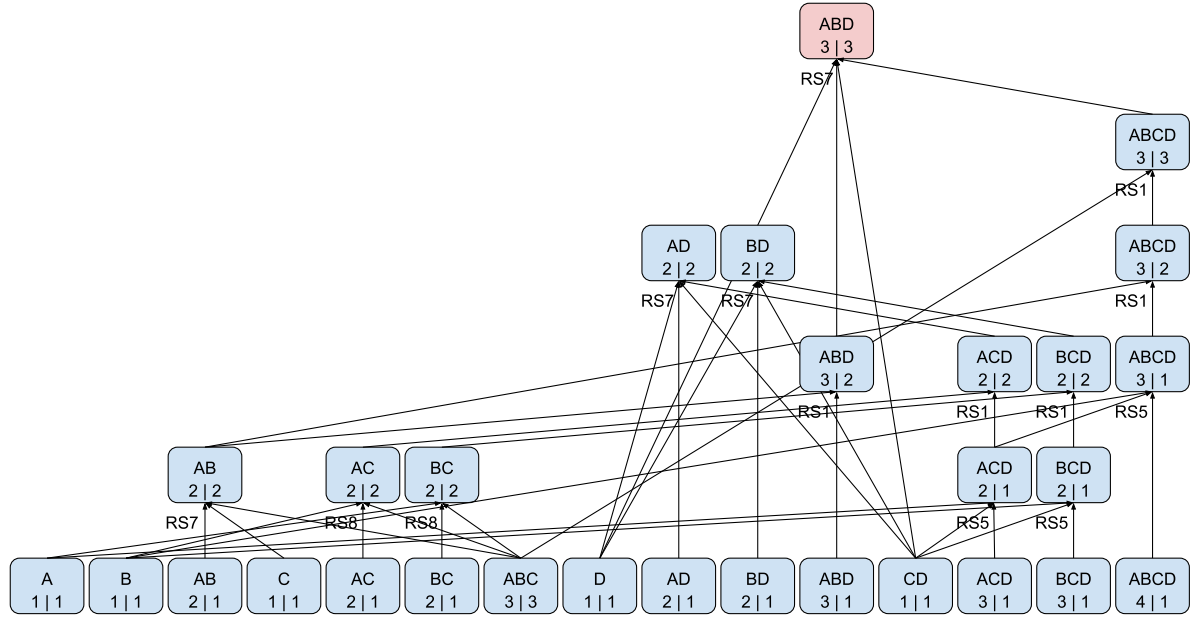 ABD
3 | 3
RS7
ABCD
3 | 3
RS1
AD
2 | 2
BD
2 | 2
ABCD
3 | 2
RS7
RS7
RS1
ABD
3 | 2
ACD
2 | 2
BCD
2 | 2
ABCD
3 | 1
RS1
RS1
RS1
RS5
AB
2 | 2
AC
2 | 2
BC
2 | 2
ACD
2 | 1
BCD
2 | 1
RS7
RS8
RS8
RS5
RS5
A
1 | 1
B
1 | 1
AB
2 | 1
C
1 | 1
AC
2 | 1
BC
2 | 1
ABC
3 | 3
D
1 | 1
AD
2 | 1
BD
2 | 1
ABD
3 | 1
CD
1 | 1
ACD
3 | 1
BCD
3 | 1
ABCD
4 | 1